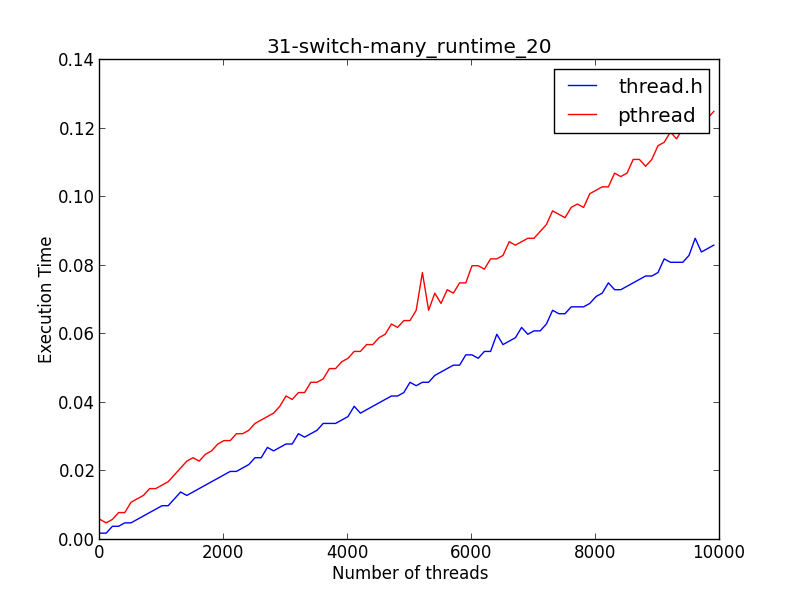 31-switch-many_runtime_20
thread.h
pthread
0.14
0.12
0.10
0.08
0.06
0.04
0.02
0.00
Execution Time
0
2000
4000
6000
8000
10000
Number of threads